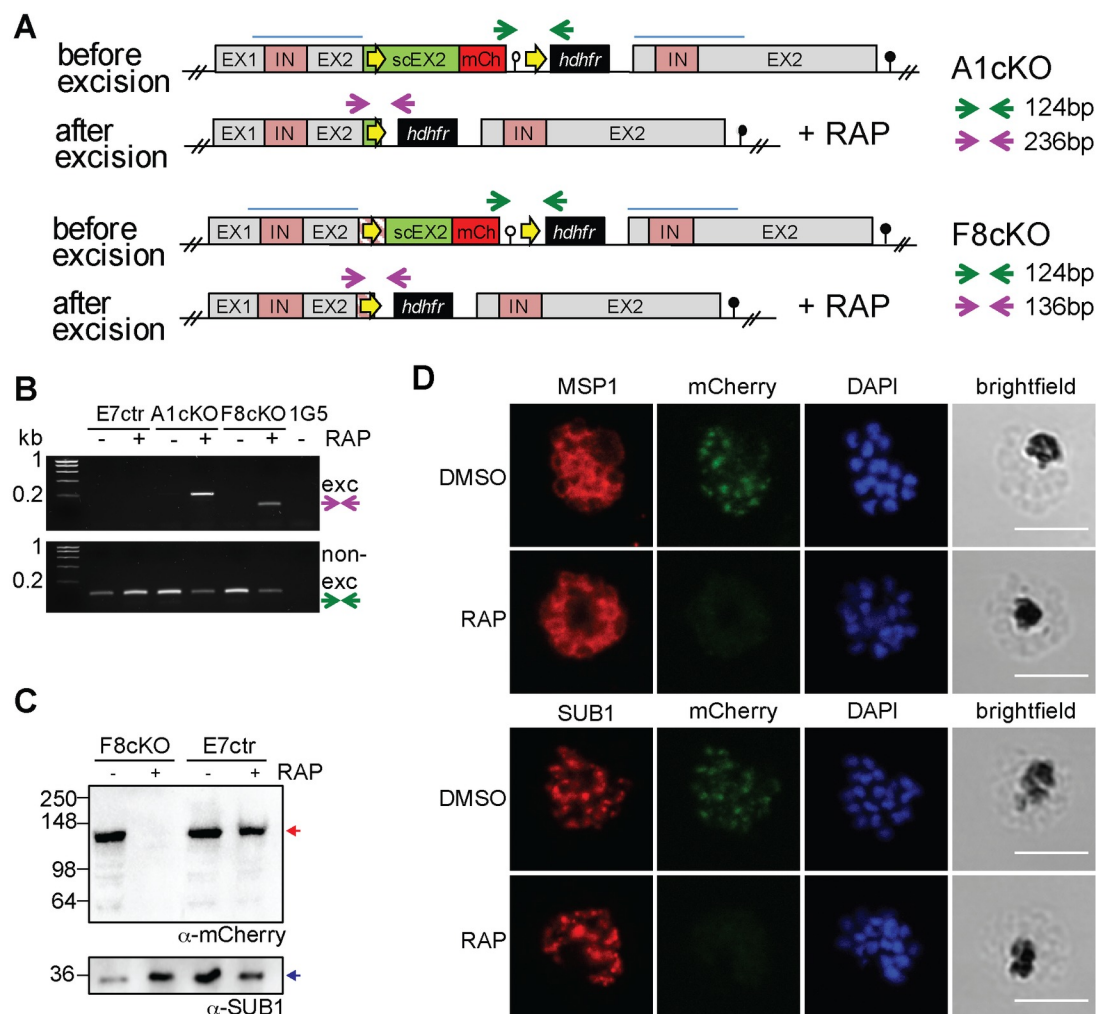 A
before excision
EX1 IN EX2 scEX2 mCh hdhfr IN EX2
A1cKO
124bp
236bp
after excision
EX1 IN EX2 hdhfr IN EX2
+ RAP
before excision
EX1 IN EX2 scEX2 mCh hdhfr IN EX2
F8cKO
124bp
136bp
after excision
EX1 IN EX2 hdhfr IN EX2
+ RAP
B
E7ctr A1cKO F8cKO 1G5
kb - + - + - + - RAP
1
0.2
exc
1
0.2
non-
exc
C
F8cKO E7ctr
- + - + RAP
250
148
98
64
α-mCherry
36
α-SUB1
D
MSP1 mCherry DAPI brightfield
DMSO
RAP
SUB1 mCherry DAPI brightfield
DMSO
RAP